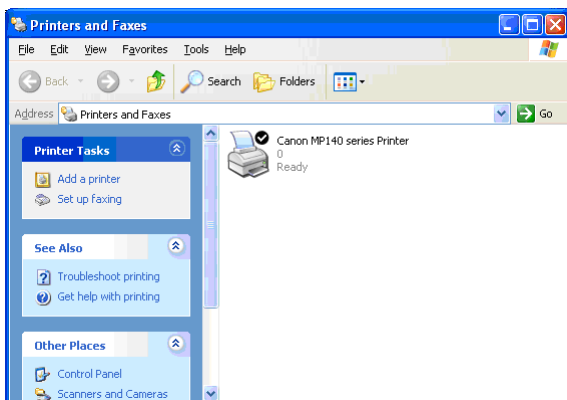 Printers and Faxes
File Edit View Favorites Tools Help
Back Search Folders
Address Printers and Faxes Go
Printer Tasks
Add a printer
Set up faxing
See Also
Troubleshoot printing
Get help with printing
Other Places
Control Panel
Scanners and Cameras
Canon MP140 series Printer
0
Ready